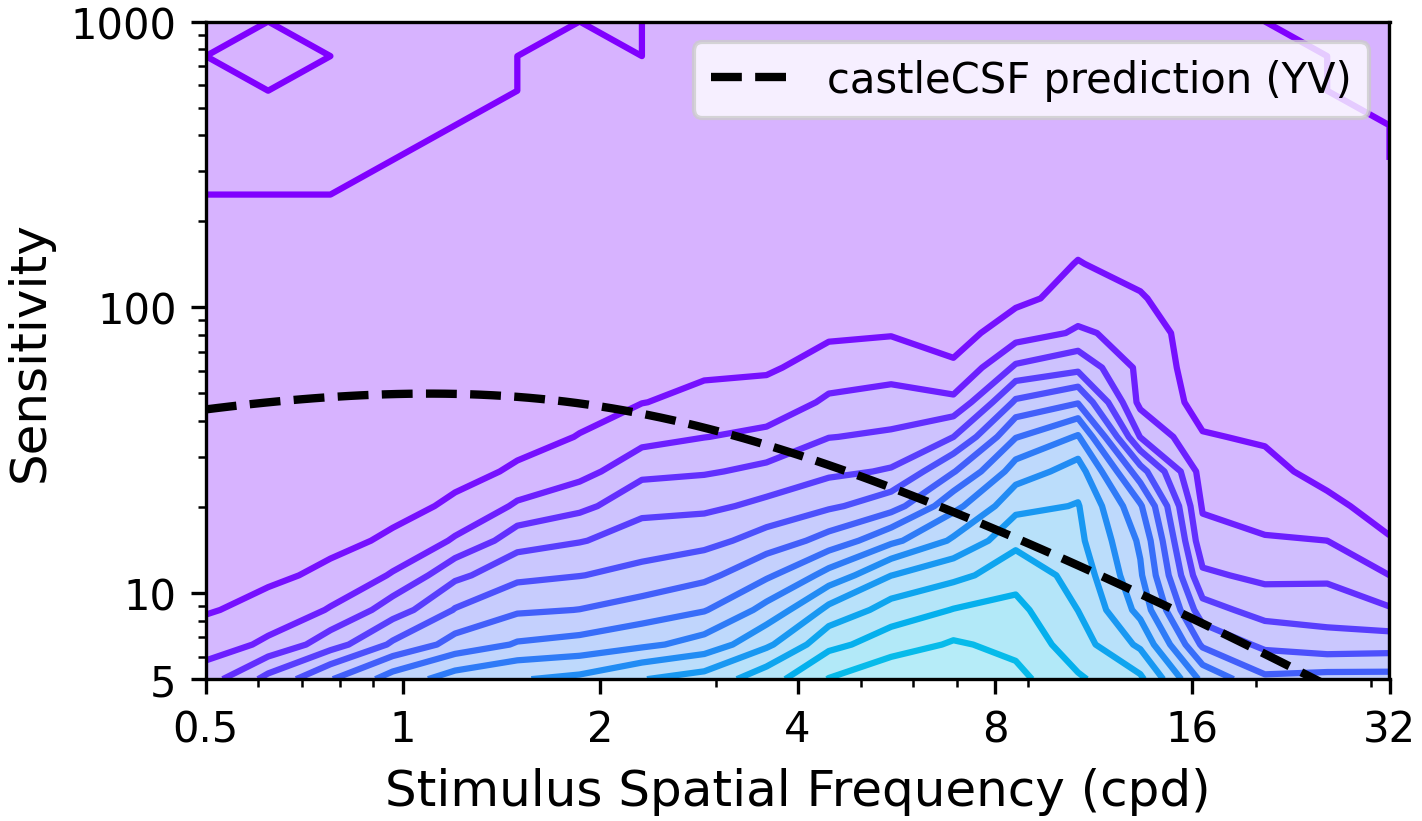 1000
castleCSF prediction (YV)
100
Sensitivity
10
5
0.5 1 2 4 8 16 32
Stimulus Spatial Frequency (cpd)